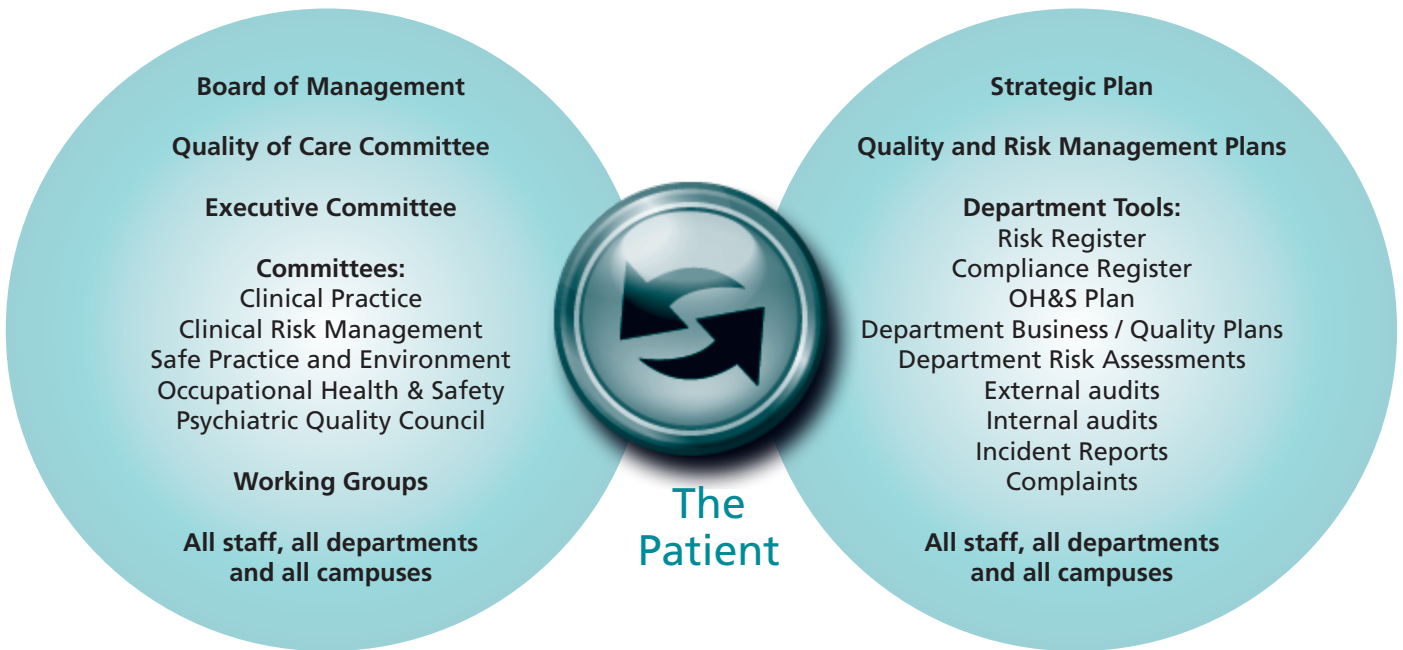 Board of Management
Quality of Care Committee
Executive Committee
Committees:
Clinical Practice
Clinical Risk Management
Safe Practice and Environment
Occupational Health & Safety
Psychiatric Quality Council
Working Groups
All staff, all departments
and all campuses
The
Patient
Strategic Plan
Quality and Risk Management Plans
Department Tools:
Risk Register
Compliance Register
OH&S Plan
Department Business / Quality Plans
Department Risk Assessments
External audits
Internal audits
Incident Reports
Complaints
All staff, all departments
and all campuses